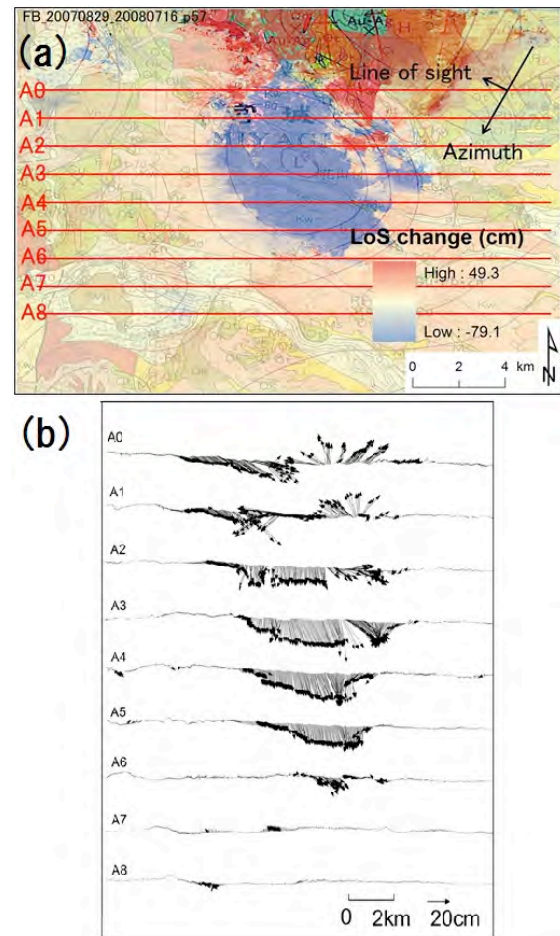 FB_20070829_20080716_p57
(a)
A0
A1
A2
A3
A4
A5
A6
A7
A8
Line of sight
Azimuth
LoS change (cm)
High : 49.3
Low : -79.1
0 2 4 km
N
(b)
A0
A1
A2
A3
A4
A5
A6
A7
A8
0 2km 20cm